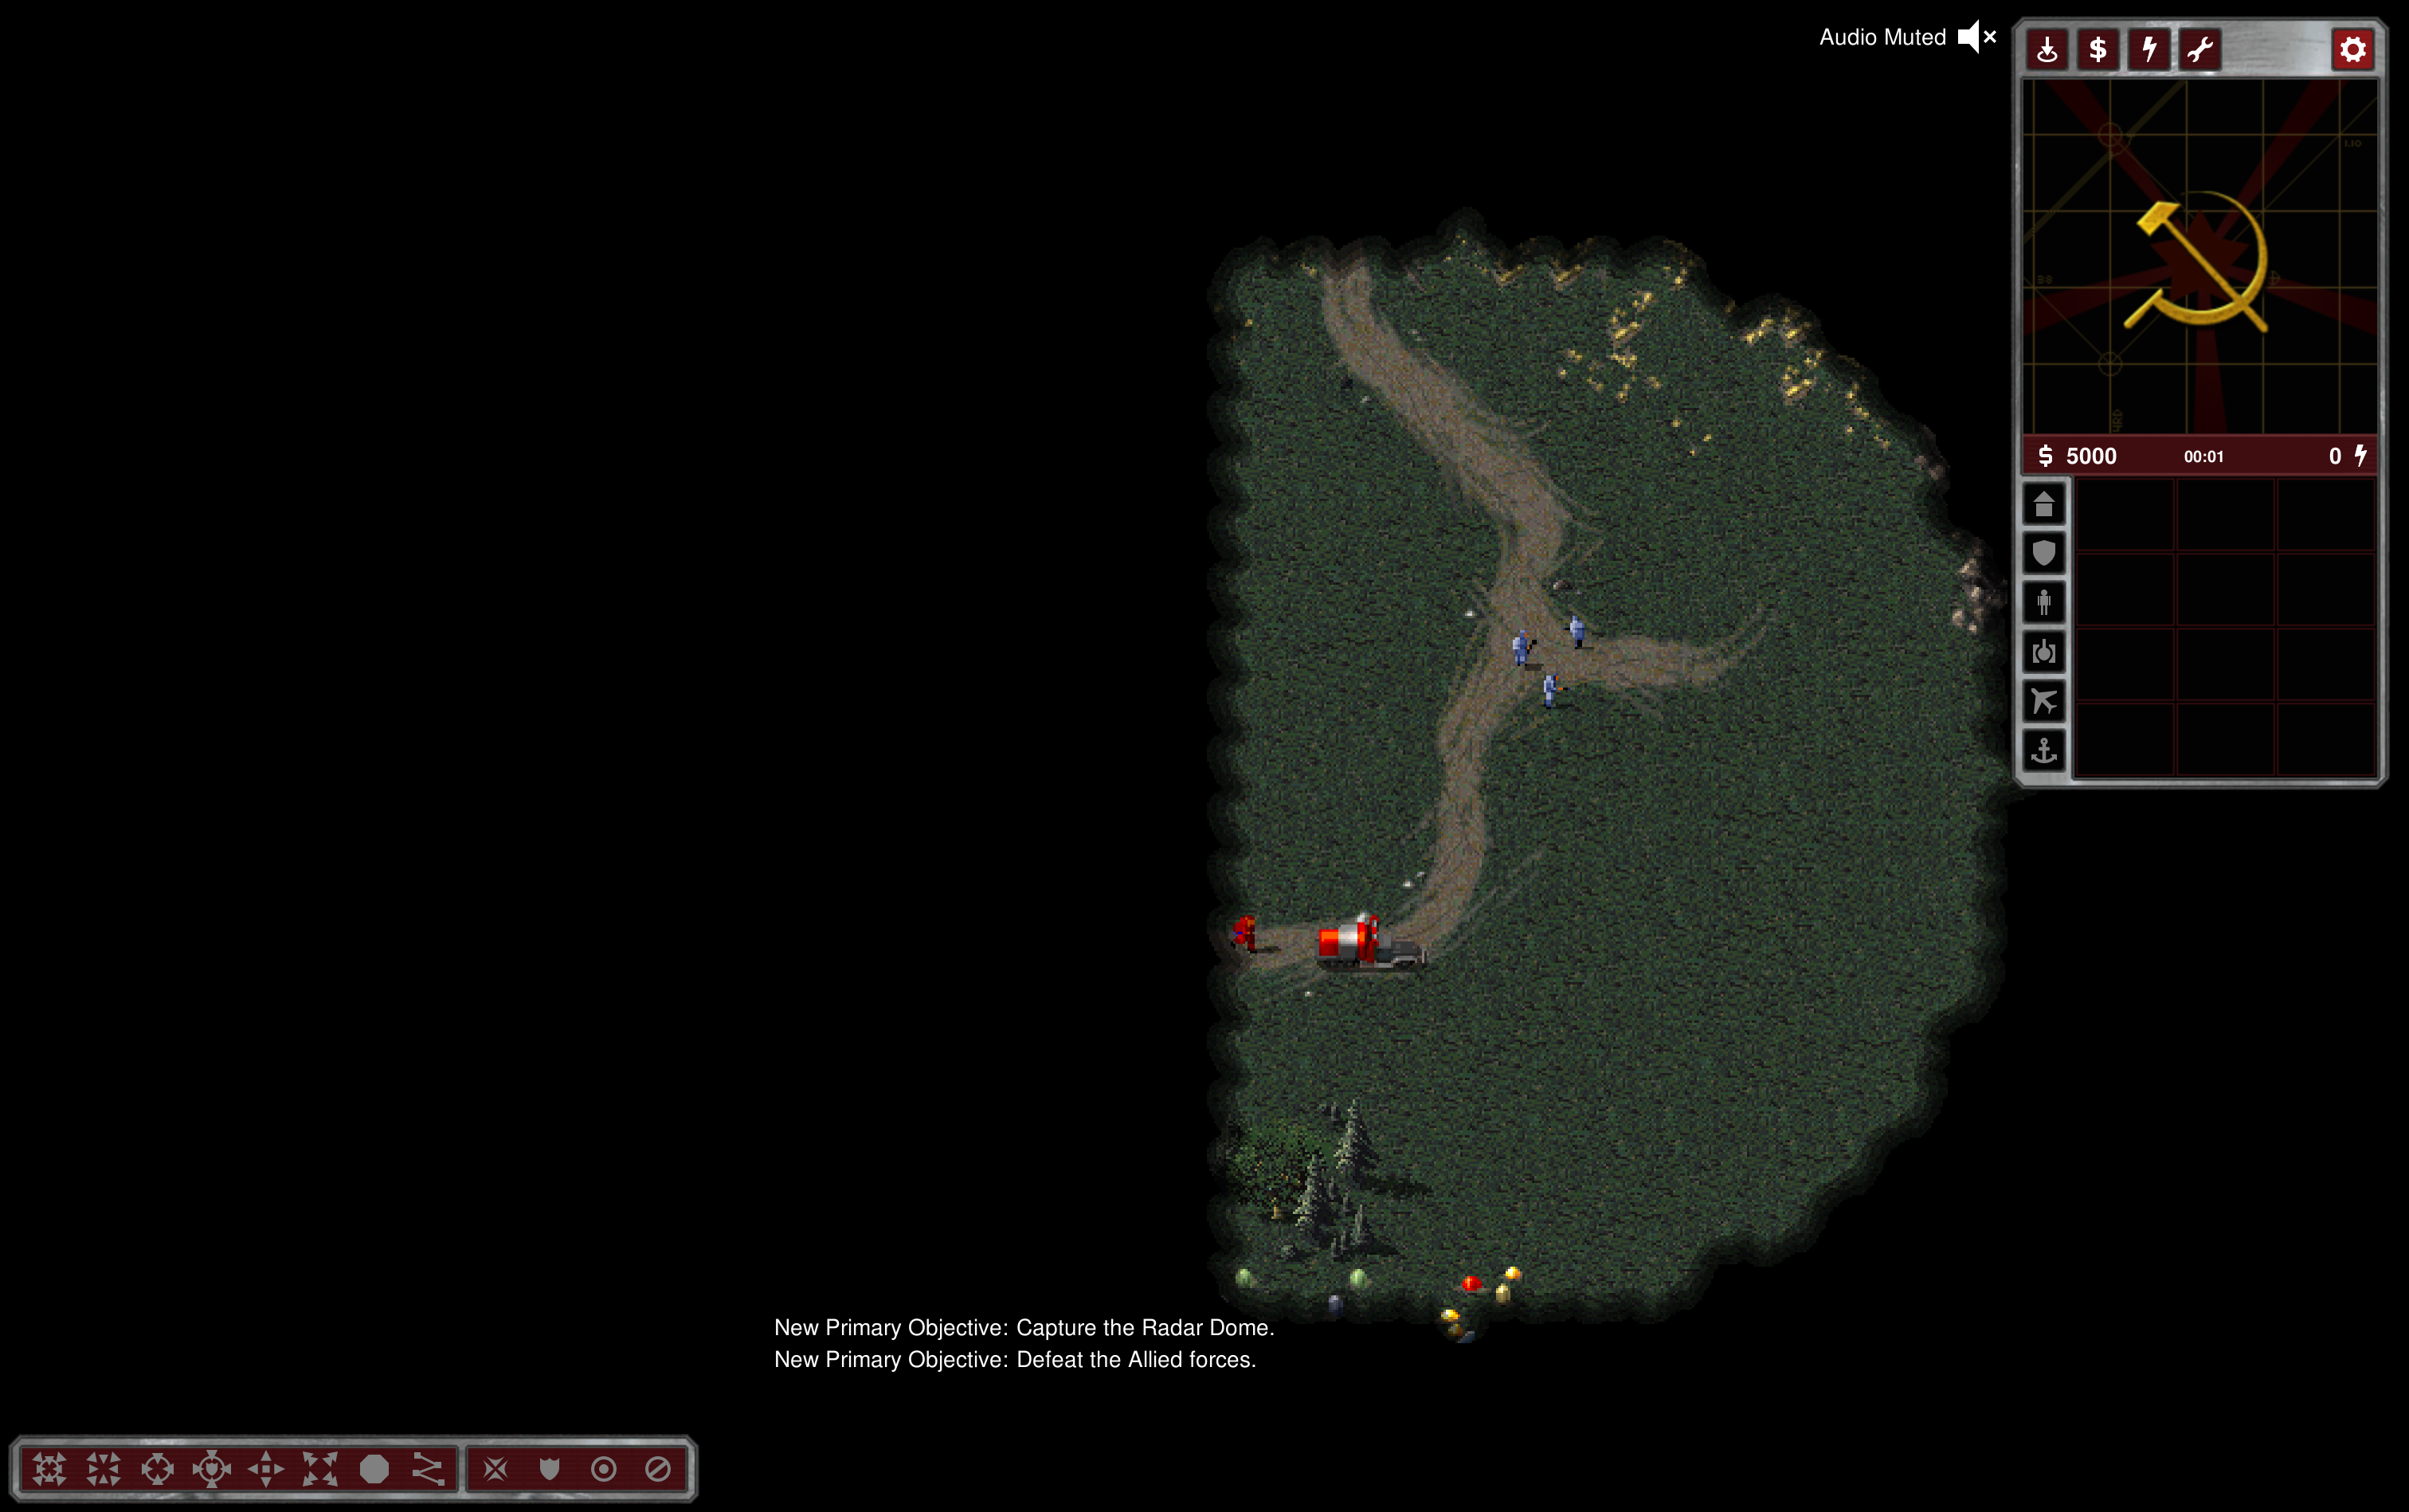 Audio Muted
$ 5000 00:01 0
New Primary Objective: Capture the Radar Dome.
New Primary Objective: Defeat the Allied forces.